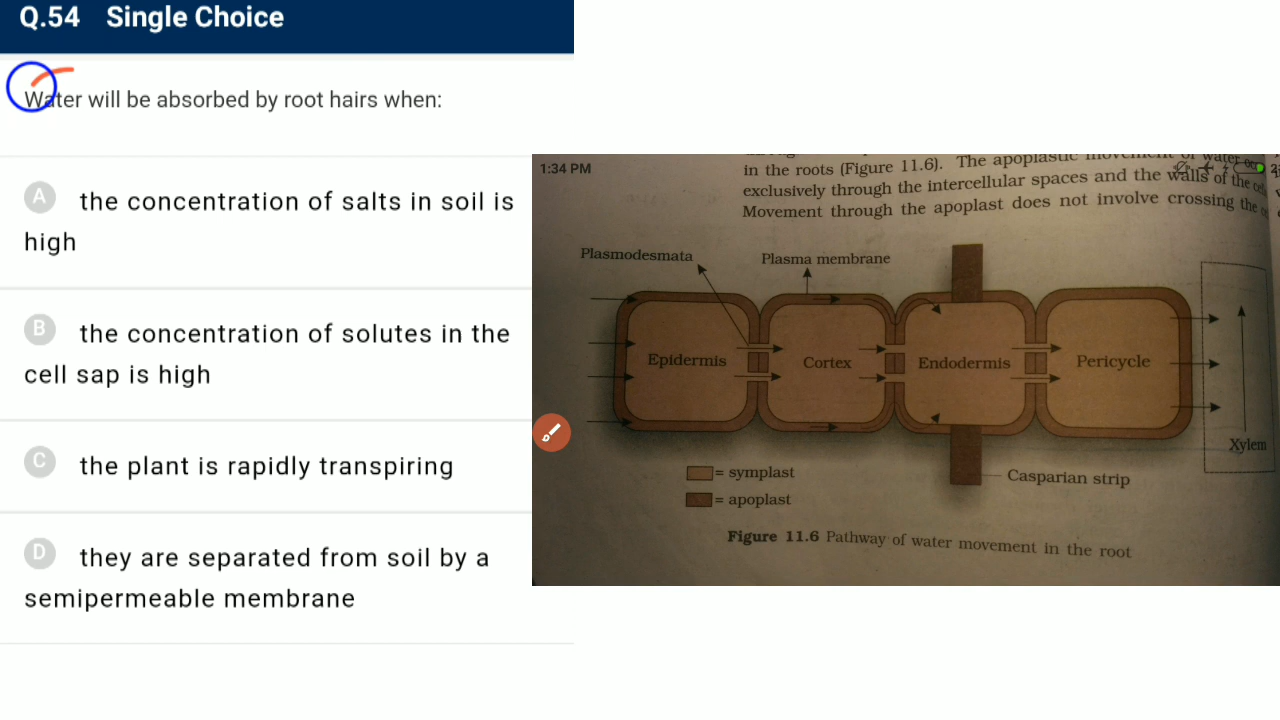 Q.54 Single Choice
Water will be absorbed by root hairs when:
A the concentration of salts in soil is
high
B the concentration of solutes in the
cell sap is high
C the plant is rapidly transpiring
D they are separated from soil by a
semipermeable membrane
1:34 PM
in the roots (Figure 11.6). The apoplastic movement of water
exclusively through the intercellular spaces and the walls of the
Movement through the apoplast does not involve crossing the
Plasmodesmata
Plasma membrane
Epidermis
Cortex
Endodermis
Pericycle
Xylem
= symplast
= apoplast
Casparian strip
Figure 11.6 Pathway of water movement in the root